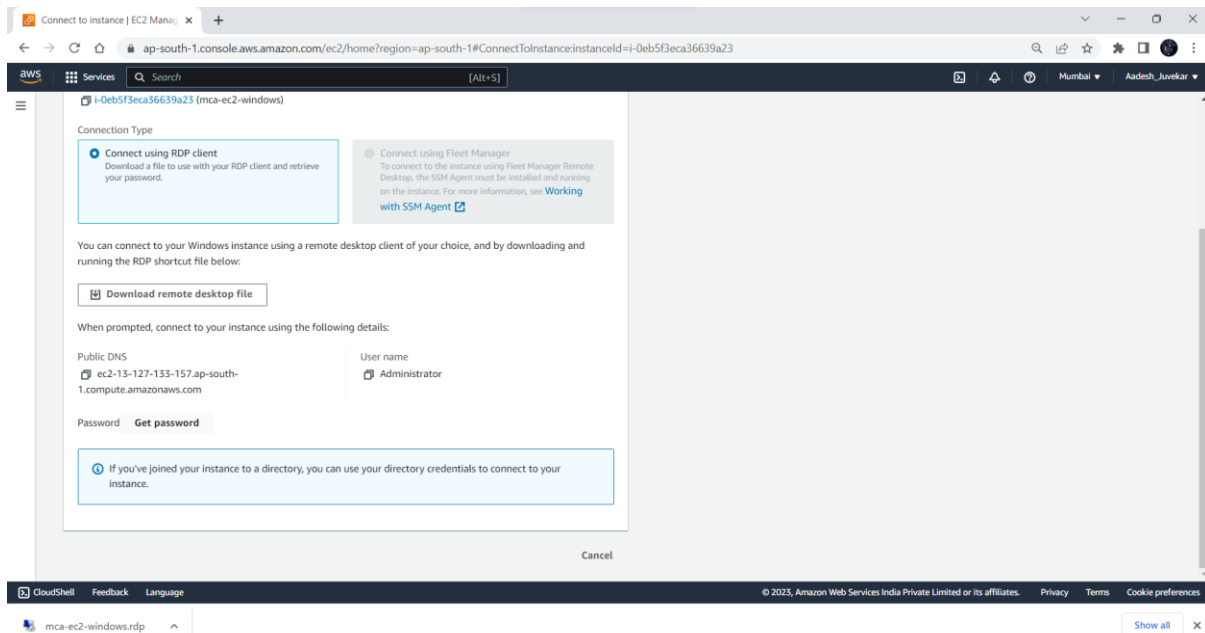 Connect to instance | EC2 Manag
ap-south-1.console.aws.amazon.com/ec2/home?region=ap-south-1#ConnectToInstance:instanceId=i-0eb5f3eca36639a23
aws Services Search [Alt+S] Mumbai Aadesh_Juvekar
i-0eb5f3eca36639a23 (mca-ec2-windows)
Connection Type
Connect using RDP client
Download a file to use with your RDP client and retrieve
your password.
Connect using Fleet Manager
To connect to the instance using Fleet Manager Remote
Desktop, the SSM Agent must be installed and running
on the instance. For more information, see Working
with SSM Agent
You can connect to your Windows instance using a remote desktop client of your choice, and by downloading and
running the RDP shortcut file below:
Download remote desktop file
When prompted, connect to your instance using the following details:
Public DNS
ec2-13-127-133-157.ap-south-
1.compute.amazonaws.com
User name
Administrator
Password Get password
If you've joined your instance to a directory, you can use your directory credentials to connect to your
instance.
Cancel
CloudShell Feedback Language © 2023, Amazon Web Services India Private Limited or its affiliates. Privacy Terms Cookie preferences
mca-ec2-windows.rdp Show all